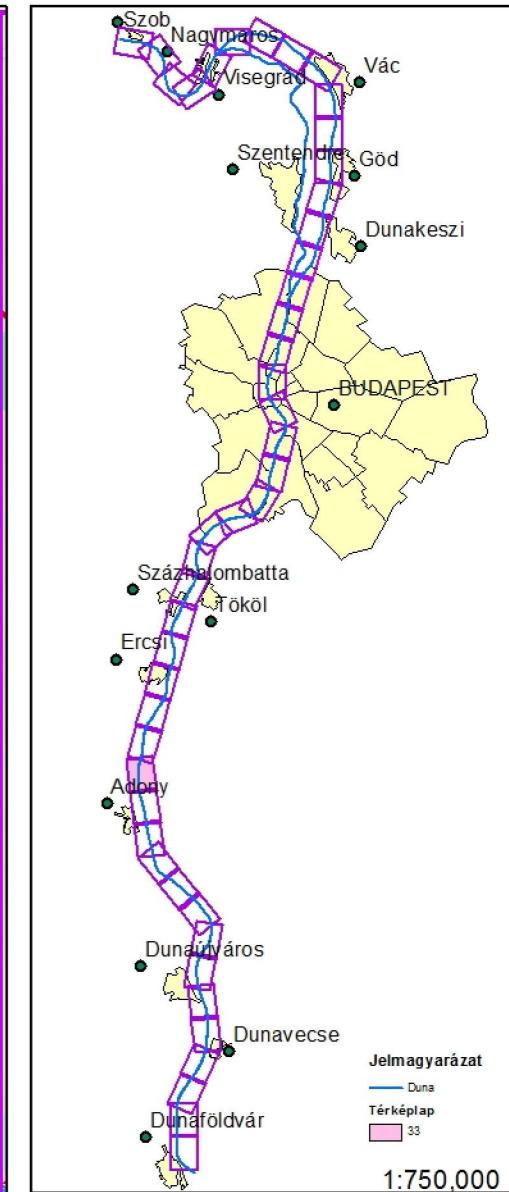 Szob
Nagymaros
Visegrád
Vác
Szentendre
Göd
Dunakeszi
BUDAPEST
Százhalombatta
Tököl
Ercsi
Adony
Dunaújváros
Dunavecse
Dunaföldvár
Jelmagyarázat
Duna
Térképlap
33
1:750,000